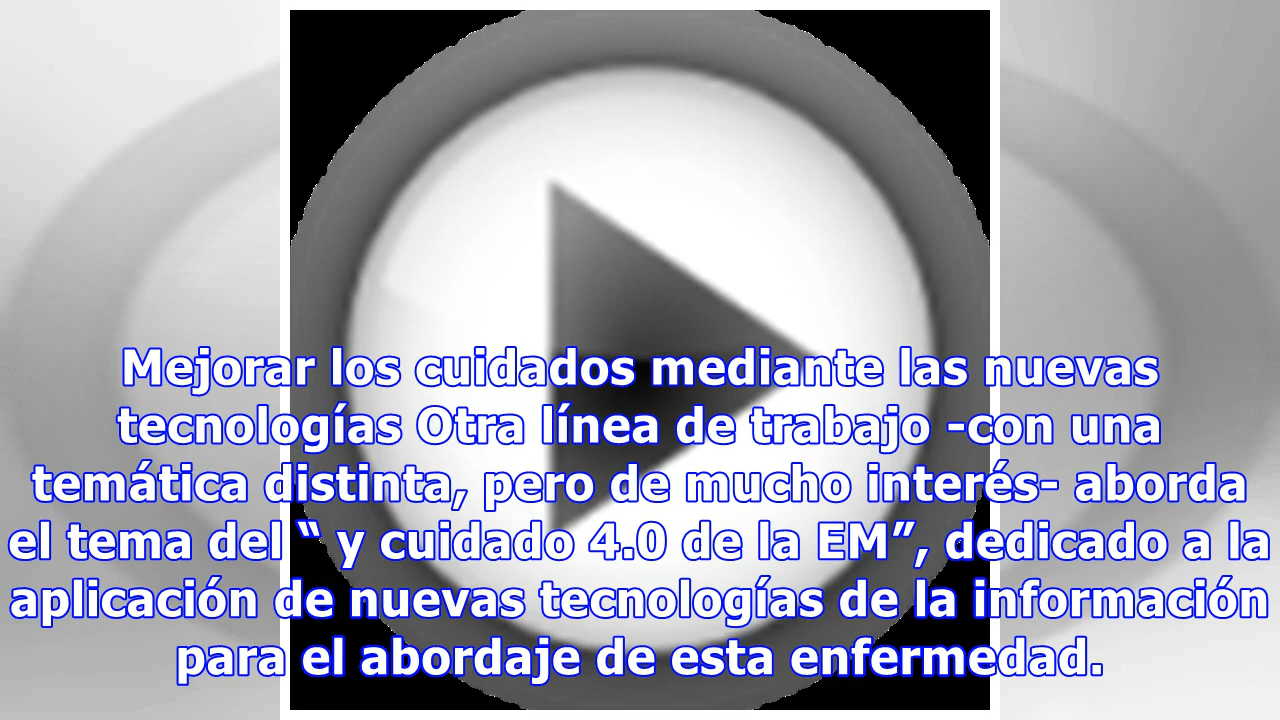 Mejorar los cuidados mediante las nuevas
tecnologías Otra línea de trabajo -con una
temática distinta, pero de mucho interés- aborda
el tema del “ y cuidado 4.0 de la EM”, dedicado a la
aplicación de nuevas tecnologías de la información
para el abordaje de esta enfermedad.